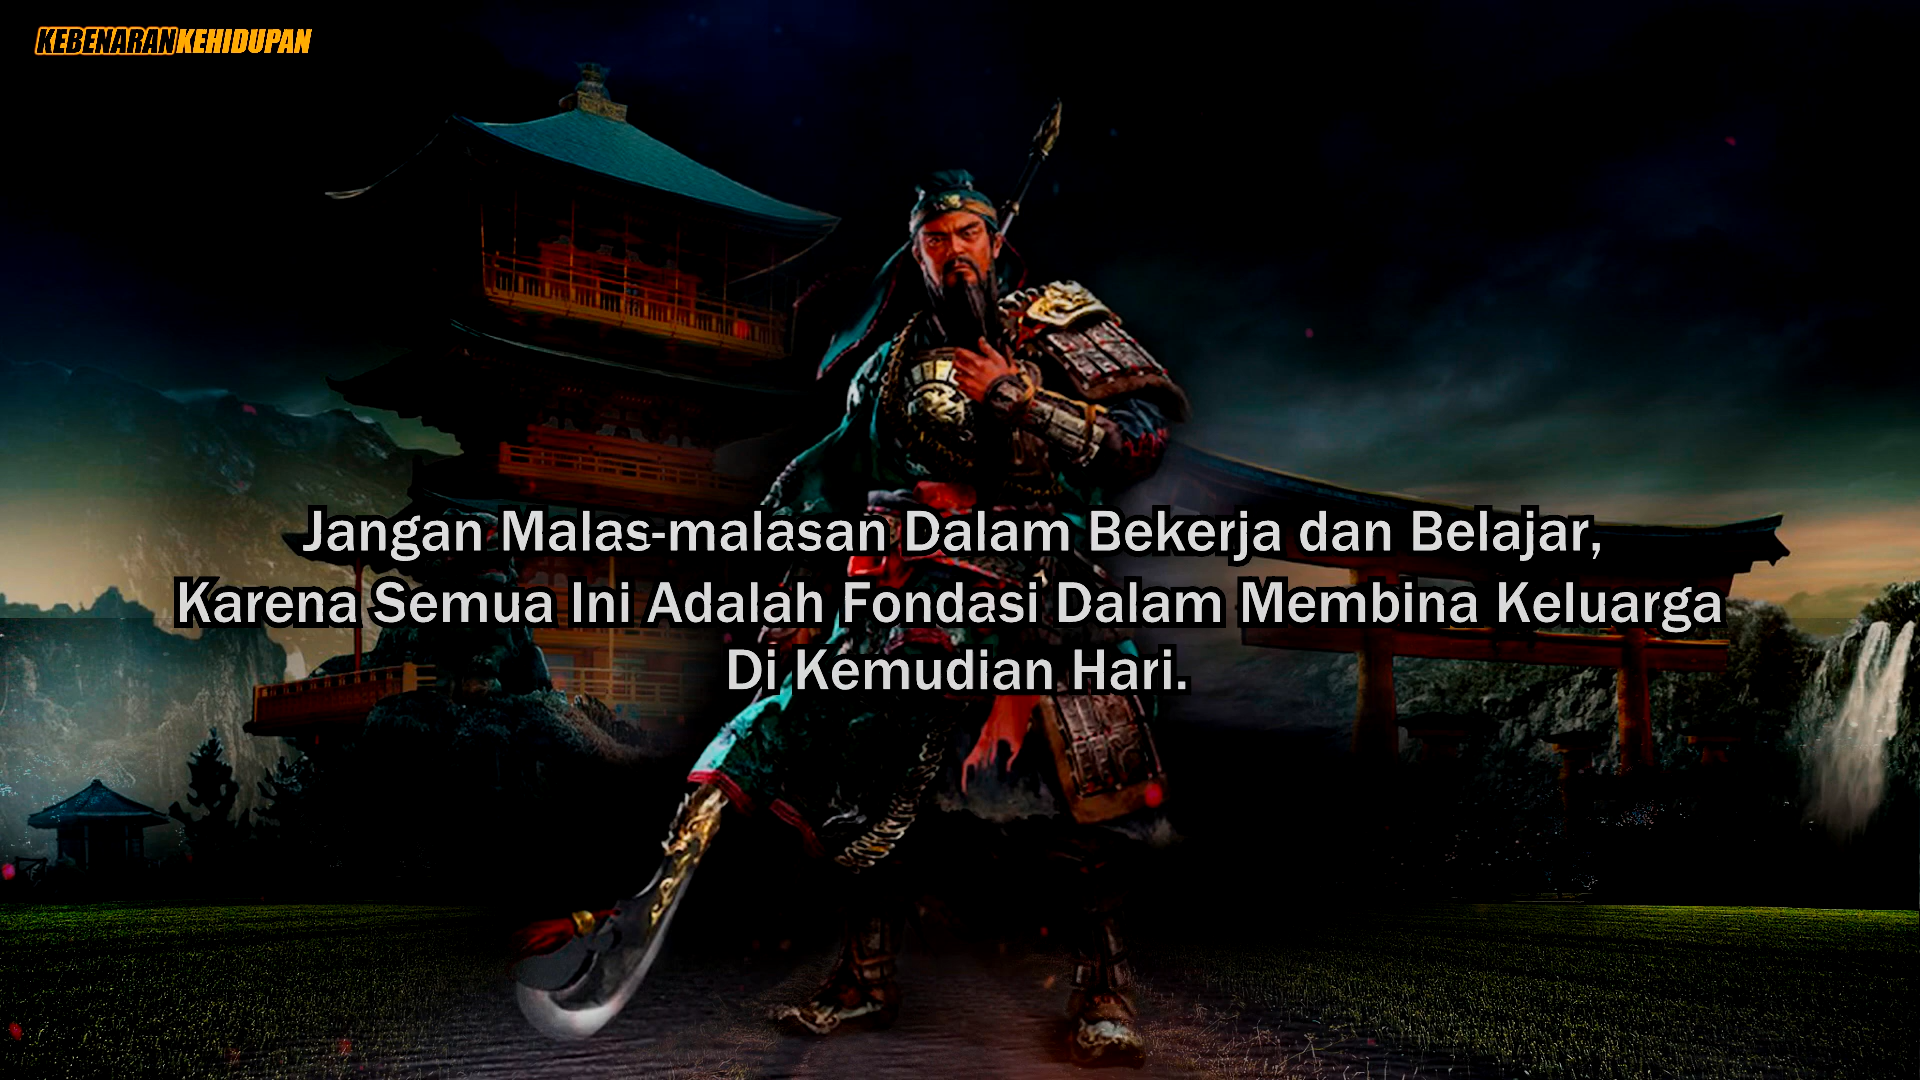 KEBENARANKEHIDUPAN
Jangan Malas-malasan Dalam Bekerja dan Belajar,
Karena Semua Ini Adalah Fondasi Dalam Membina Keluarga
Di Kemudian Hari.